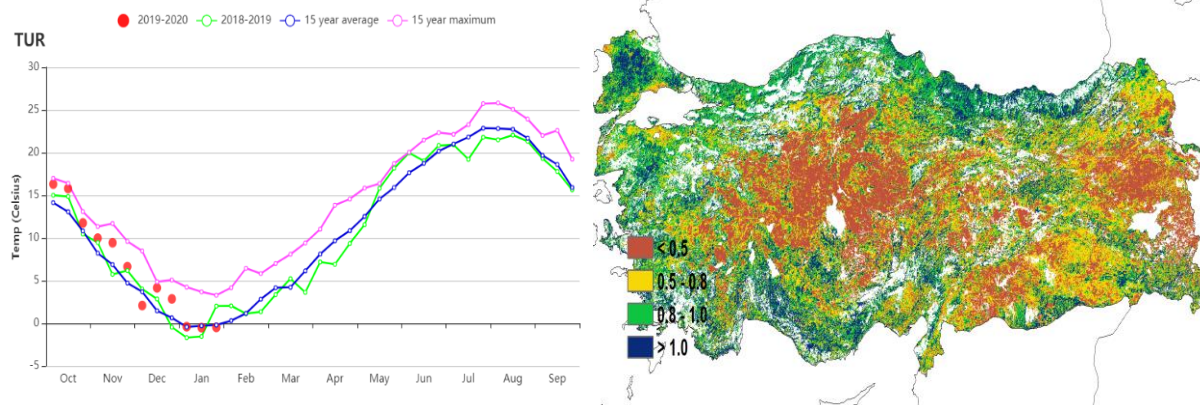 2019-2020 2018-2019 15 year average 15 year maximum
TUR
30
25
20
15
10
5
0
-5
Temp (Celsius)
Oct Nov Dec Jan Feb Mar Apr May Jun Jul Aug Sep
< 0.5
0.5 - 0.8
0.8 - 1.0
> 1.0